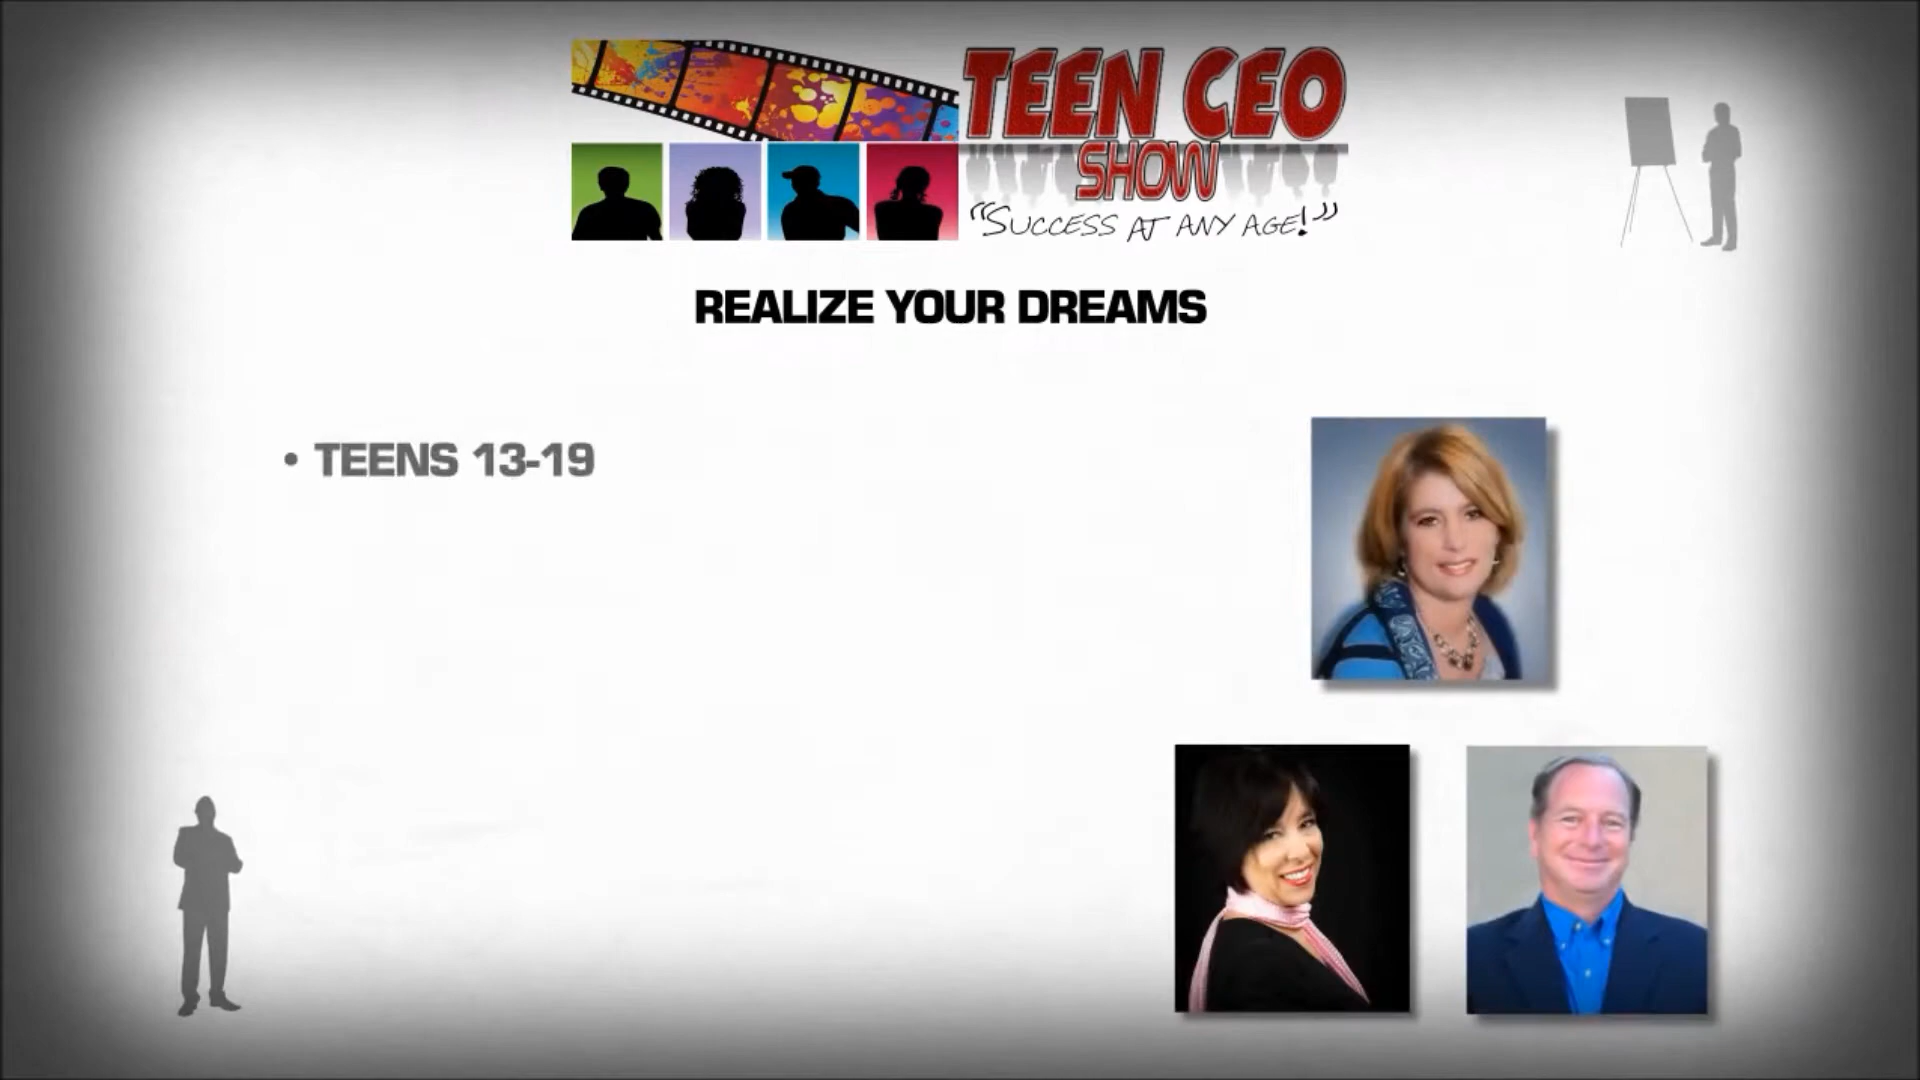 TEEN CEO
SHOW
"SUCCESS AT ANY AGE!"
REALIZE YOUR DREAMS
• TEENS 13-19